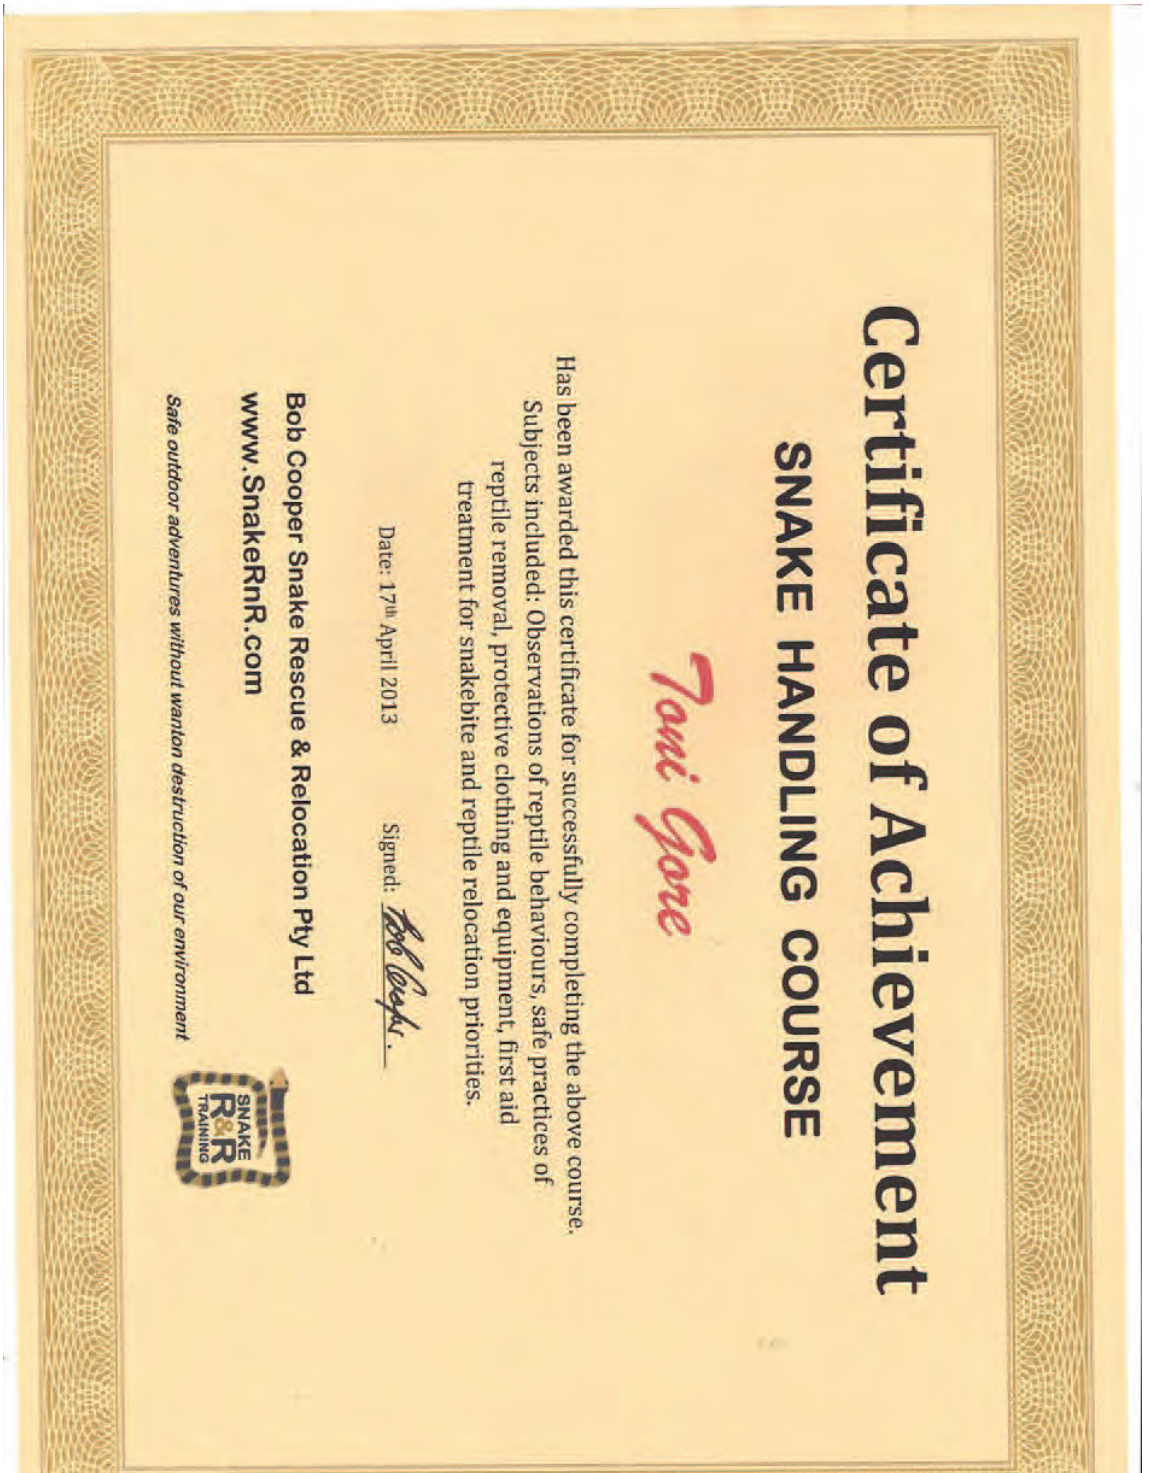 Certificate of Achievement
SNAKE HANDLING COURSE
Toni Gore
Has been awarded this certificate for successfully completing the above course.
Subjects included: Observations of reptile behaviours, safe practices of
reptile removal, protective clothing and equipment, first aid
treatment for snakebite and reptile relocation priorities.
Date: 17th April 2013 Signed: Bob Cooper.
Bob Cooper Snake Rescue & Relocation Pty Ltd
www.SnakeRnR.com
Safe outdoor adventures without wanton destruction of our environment
SNAKE
R&R
TRAINING